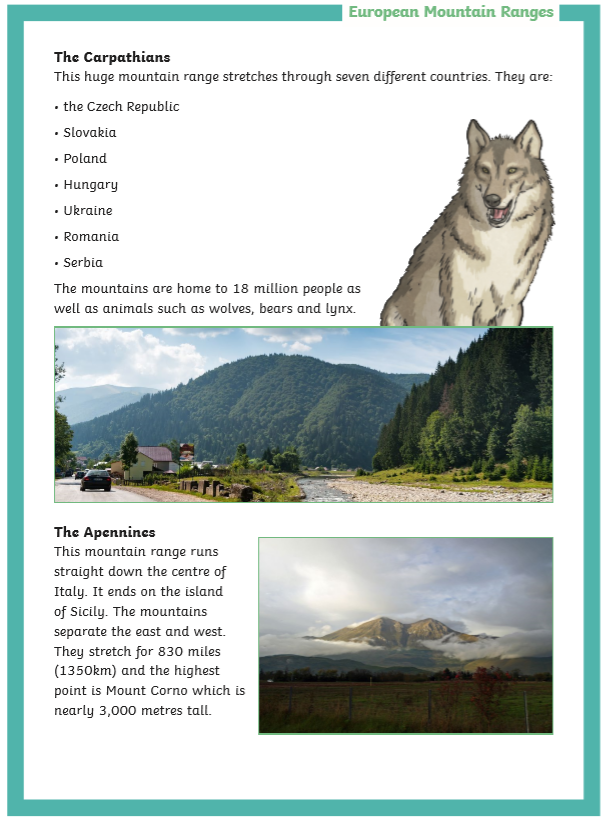 European Mountain Ranges
The Carpathians
This huge mountain range stretches through seven different countries. They are:
• the Czech Republic
• Slovakia
• Poland
• Hungary
• Ukraine
• Romania
• Serbia
The mountains are home to 18 million people as
well as animals such as wolves, bears and lynx.
The Apennines
This mountain range runs
straight down the centre of
Italy. It ends on the island
of Sicily. The mountains
separate the east and west.
They stretch for 830 miles
(1350km) and the highest
point is Mount Corno which is
nearly 3,000 metres tall.